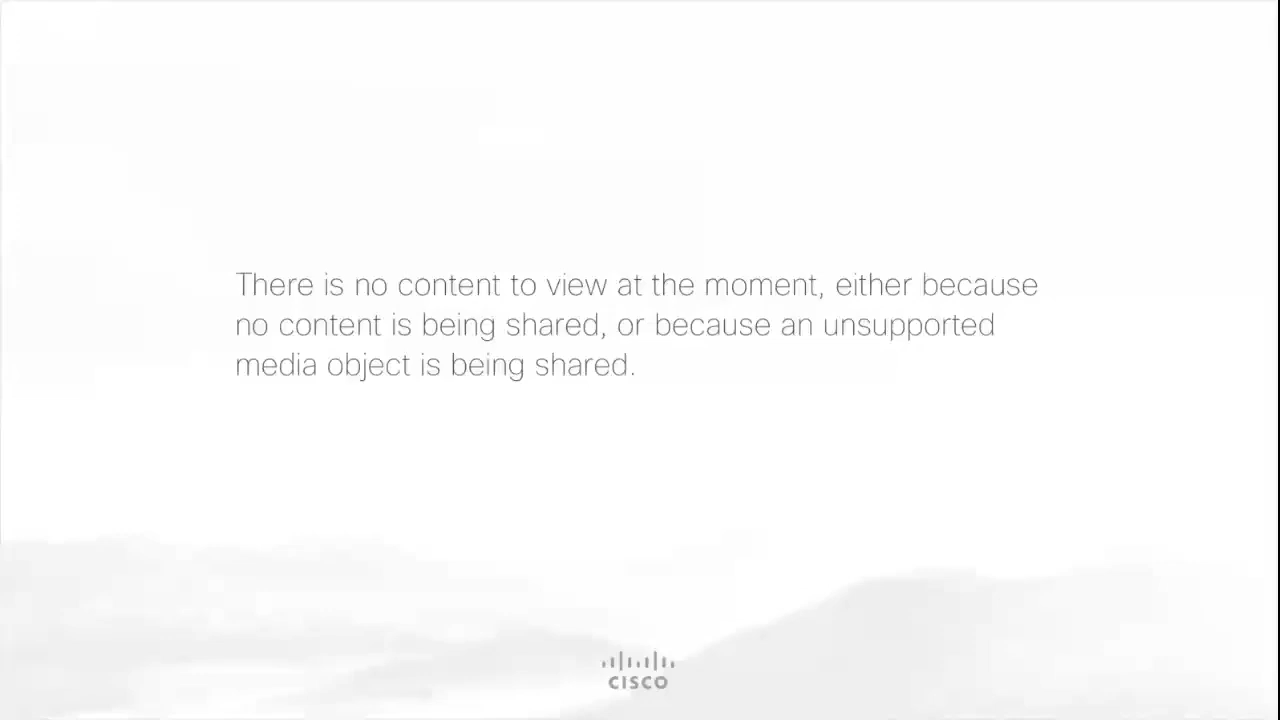 There is no content to view at the moment, either because
no content is being shared, or because an unsupported
media object is being shared.
CISCO